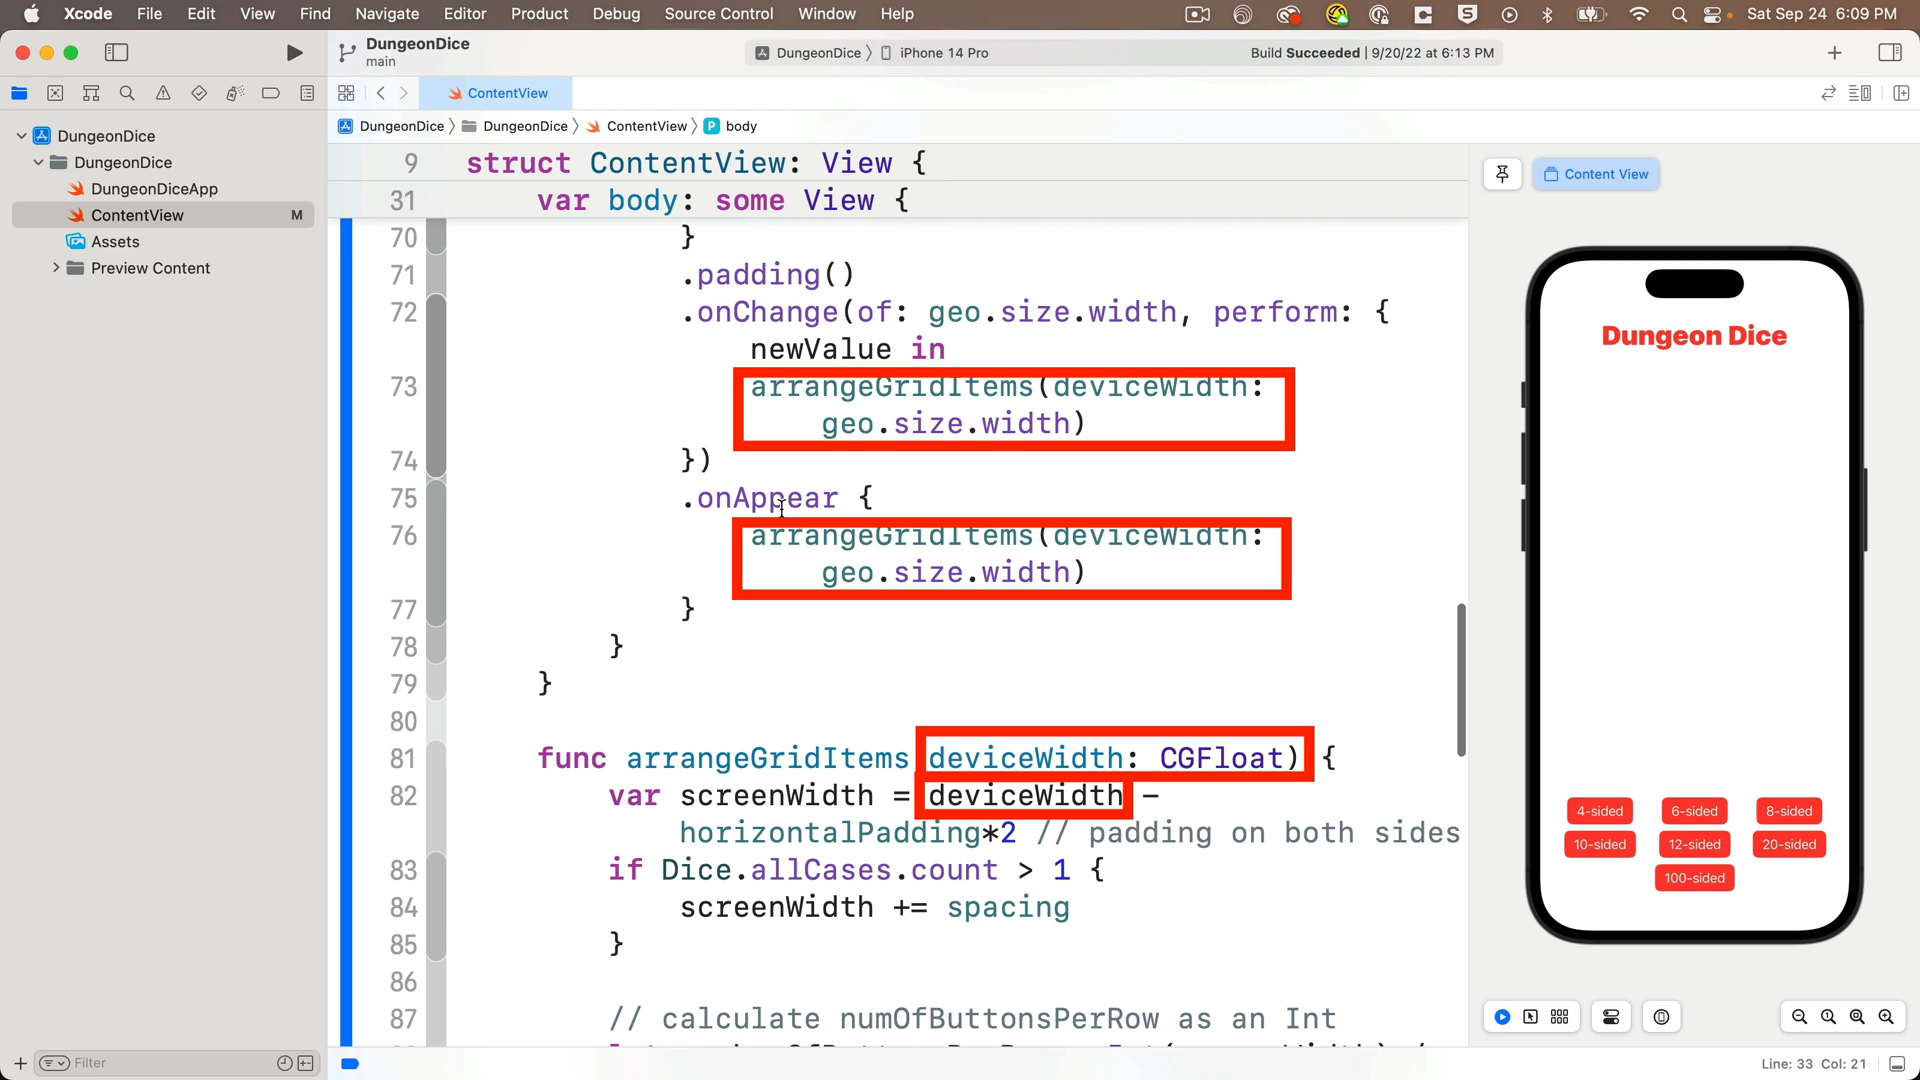 Xcode File Edit View Find Navigate Editor Product Debug Source Control Window Help Sat Sep 24 6:09 PM
DungeonDice
main
DungeonDice iPhone 14 Pro
Build Succeeded | 9/20/22 at 6:13 PM
ContentView
DungeonDice DungeonDice ContentView body
DungeonDice
DungeonDice
DungeonDiceApp
ContentView M
Assets
Preview Content
9 struct ContentView: View {
31 var body: some View {
70 }
71 .padding()
72 .onChange(of: geo.size.width, perform: {
newValue in
73 arrangeGridItems(deviceWidth:
geo.size.width)
74 })
75 .onAppear {
76 arrangeGridItems(deviceWidth:
geo.size.width)
77 }
78 }
79 }
80
81 func arrangeGridItems deviceWidth: CGFloat) {
82 var screenWidth = deviceWidth -
horizontalPadding*2 // padding on both sides
83 if Dice.allCases.count > 1 {
84 screenWidth += spacing
85 }
86
87 // calculate numOfButtonsPerRow as an Int
Content View
Dungeon Dice
4-sided 6-sided 8-sided
10-sided 12-sided 20-sided
100-sided
Filter
Line: 33 Col: 21